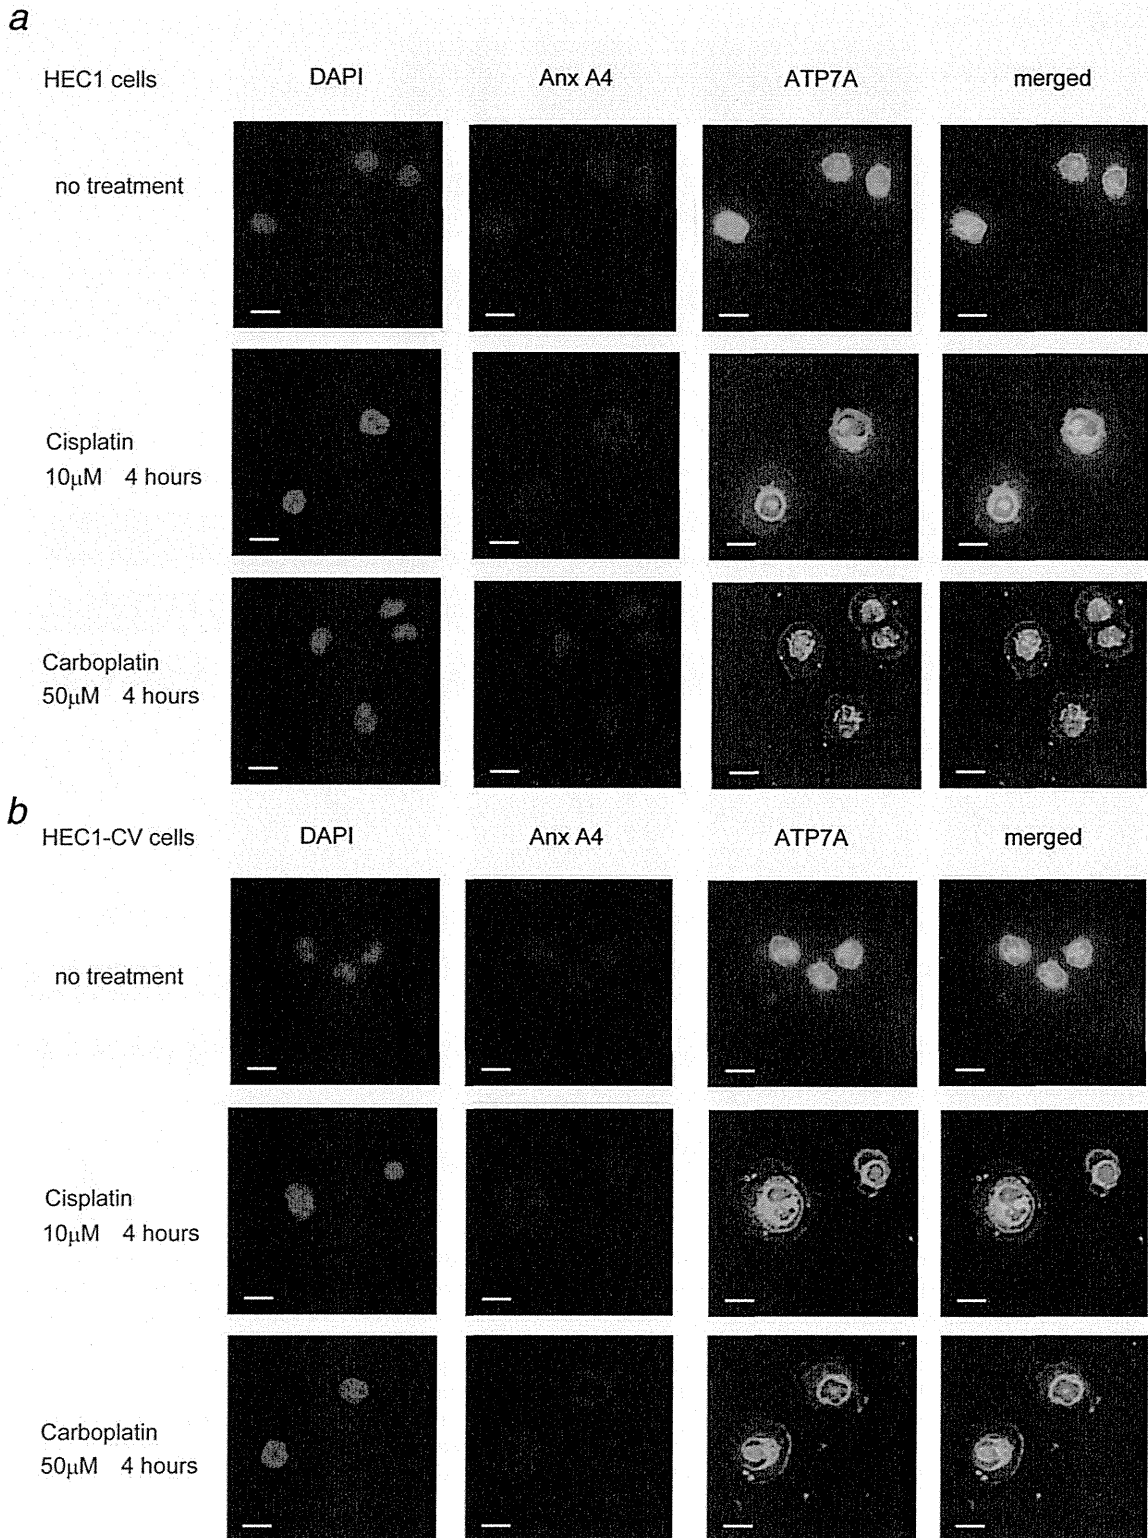 a
HEC1 cells DAPI Anx A4 ATP7A merged
no treatment
Cisplatin
10μM 4 hours
Carboplatin
50μM 4 hours
b
HEC1-CV cells DAPI Anx A4 ATP7A merged
no treatment
Cisplatin
10μM 4 hours
Carboplatin
50μM 4 hours